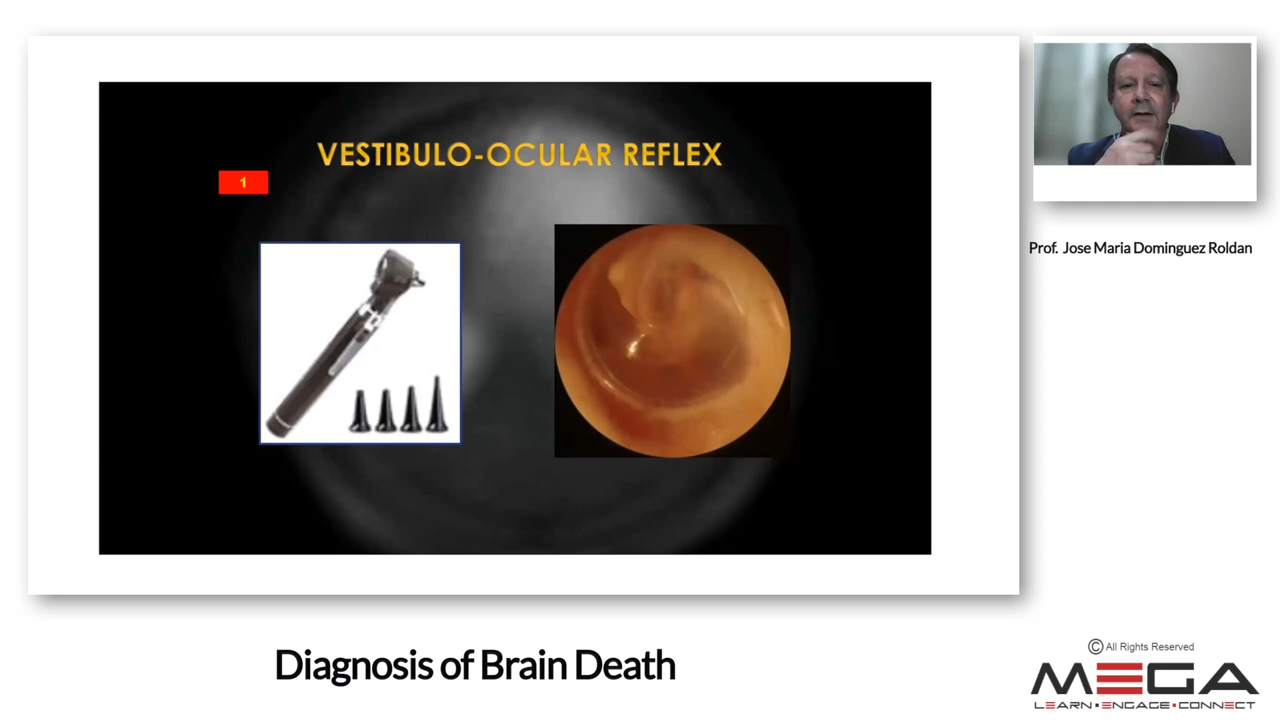 VESTIBULO-OCULAR REFLEX
1
Prof. Jose Maria Dominguez Roldan
Diagnosis of Brain Death
© All Rights Reserved
MEGA
LEARN • ENGAGE • CONNECT